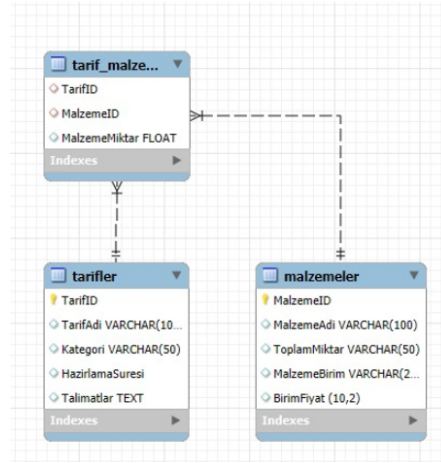 tarif_malze...
TarifID
MalzemeID
MalzemeMiktar FLOAT
Indexes
tarifler
TarifID
TarifAdi VARCHAR(10...
Kategori VARCHAR(50)
HazirlamaSuresi
Talimatlar TEXT
Indexes
malzemeler
MalzemeID
MalzemeAdi VARCHAR(100)
ToplamMiktar VARCHAR(50)
MalzemeBirim VARCHAR(2...
BirimFiyat (10,2)
Indexes